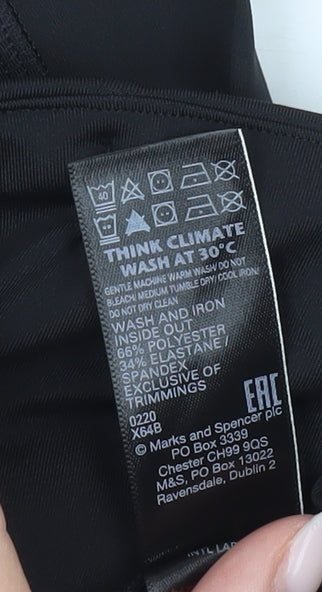 40
THINK CLIMATE
WASH AT 30°C
GENTLE MACHINE WARM WASH/ DO NOT
BLEACH/ MEDIUM TUMBLE DRY/ COOL IRON/
DO NOT DRY CLEAN
WASH AND IRON
INSIDE OUT
66% POLYESTER
34% ELASTANE /
SPANDEX
EXCLUSIVE OF
TRIMMINGS
0220
X64B
EAC
© Marks and Spencer plc
PO Box 3339
Chester CH99 9QS
M&S, PO Box 13022
Ravensdale, Dublin 2